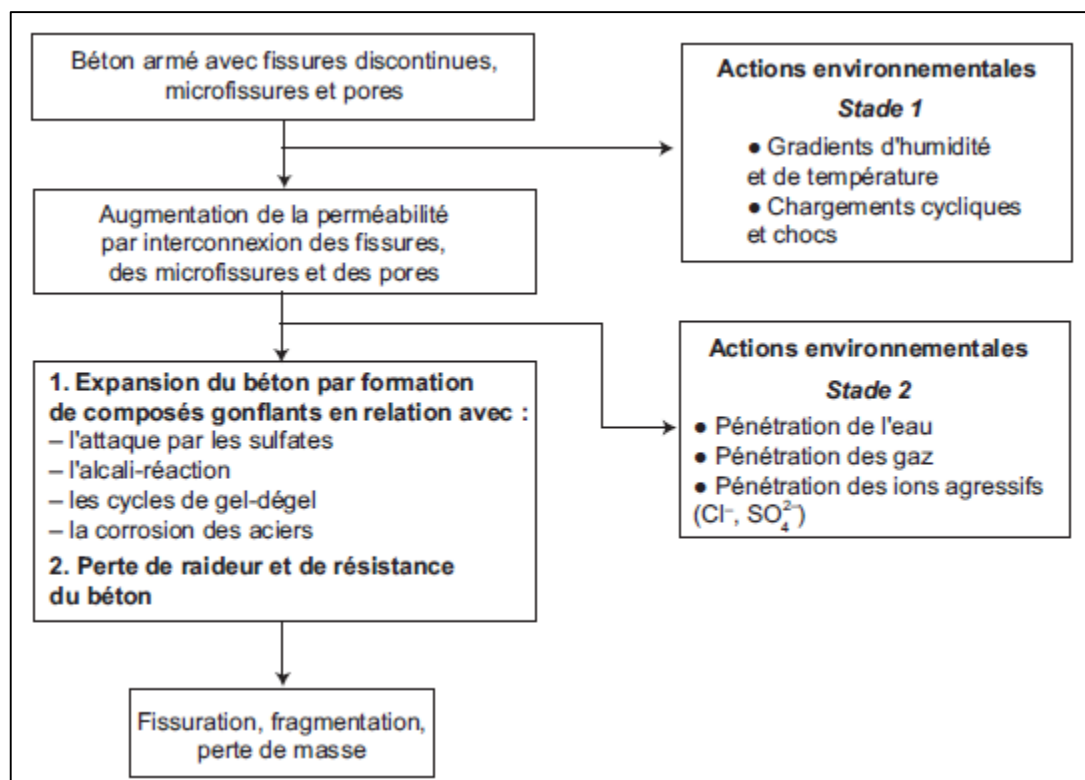 Béton armé avec fissures discontinues,
microfissures et pores
Actions environnementales
Stade 1
● Gradients d'humidité
et de température
● Chargements cycliques
et chocs
Augmentation de la perméabilité
par interconnexion des fissures,
des microfissures et des pores
Actions environnementales
Stade 2
● Pénétration de l'eau
● Pénétration des gaz
● Pénétration des ions agressifs
(Cl⁻, SO₄²⁻)
1. Expansion du béton par formation
de composés gonflants en relation avec :
– l'attaque par les sulfates
– l'alcali-réaction
– les cycles de gel-dégel
– la corrosion des aciers
2. Perte de raideur et de résistance
du béton
Fissuration, fragmentation,
perte de masse